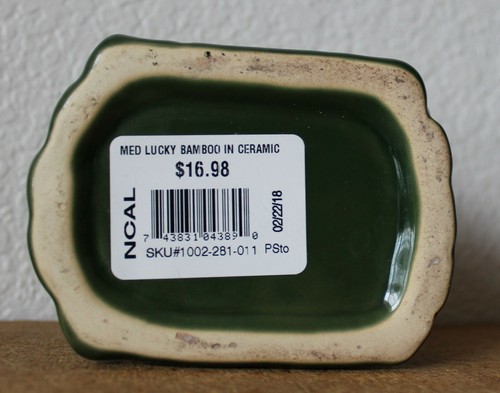 MED LUCKY BAMBOO IN CERAMIC
$16.98
NCAL
02/22/18
7 43831 04389 0
SKU#1002-281-011 PSto